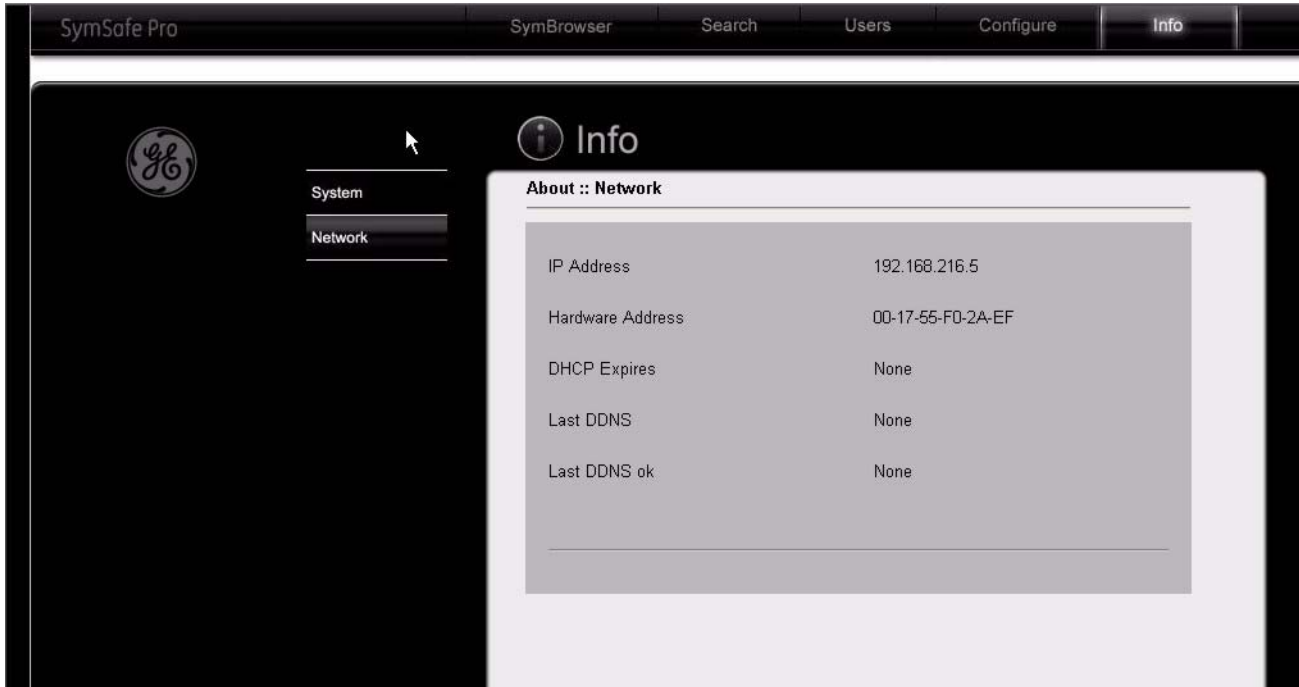 SymSafe Pro
SymBrowser Search Users Configure Info
Info
System
Network
About :: Network
IP Address 192.168.216.5
Hardware Address 00-17-55-F0-2A-EF
DHCP Expires None
Last DDNS None
Last DDNS ok None
GE